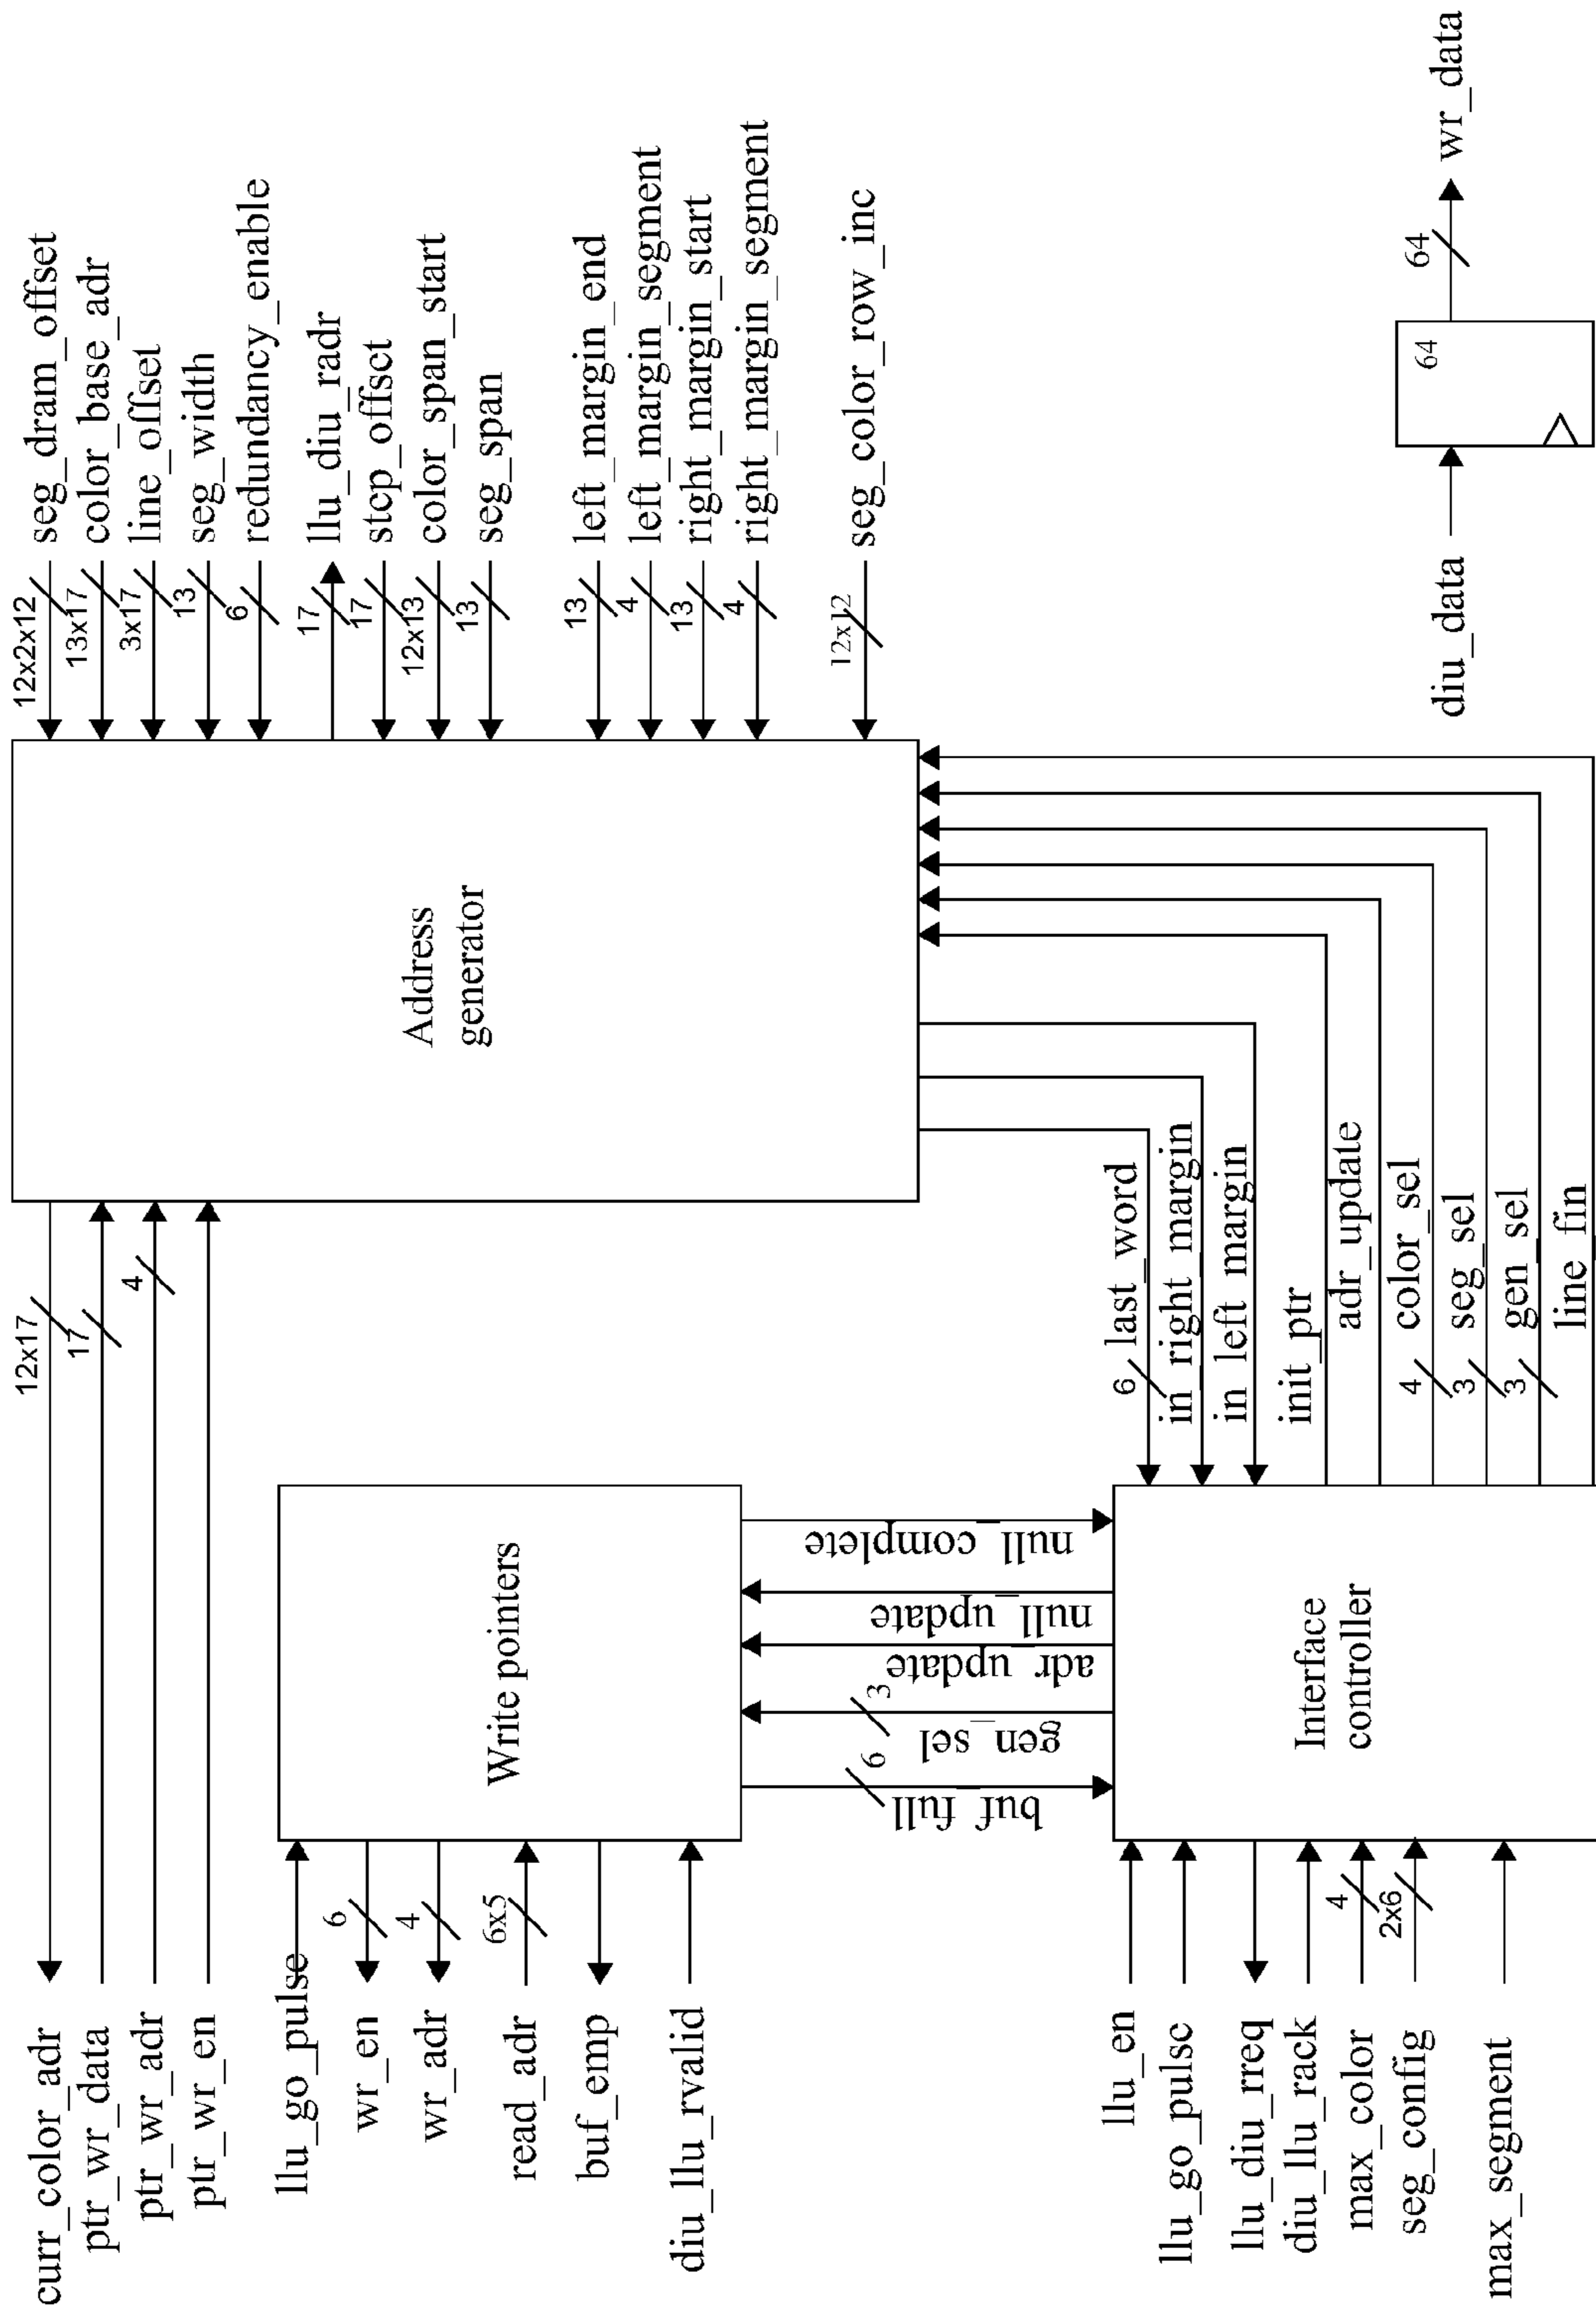 curr_color_adr
12x17
ptr_wr_data
17
ptr_wr_adr
4
ptr_wr_en
Address
generator
12x2x12
seg_dram_offset
13x17
color_base_adr
3x17
line_offset
13
seg_width
6
redundancy_enable
17
llu_diu_radr
17
step_offset
12x13
color_span_start
13
seg_span
13
left_margin_end
4
left_margin_segment
13
right_margin_start
4
right_margin_segment
12x12
seg_color_row_inc
llu_go_pulse
6
wr_en
4
wr_adr
6x5
read_adr
buf_emp
diu_llu_rvalid
Write pointers
6
buf_full
3
gen_sel
adr_update
null_update
null_complete
llu_en
llu_go_pulse
llu_diu_rreq
diu_llu_rack
4
max_color
2x6
seg_config
max_segment
Interface
controller
6
last_word
in_right_margin
in_left_margin
init_ptr
adr_update
4
color_sel
3
seg_sel
3
gen_sel
line_fin
diu_data
64
64
wr_data